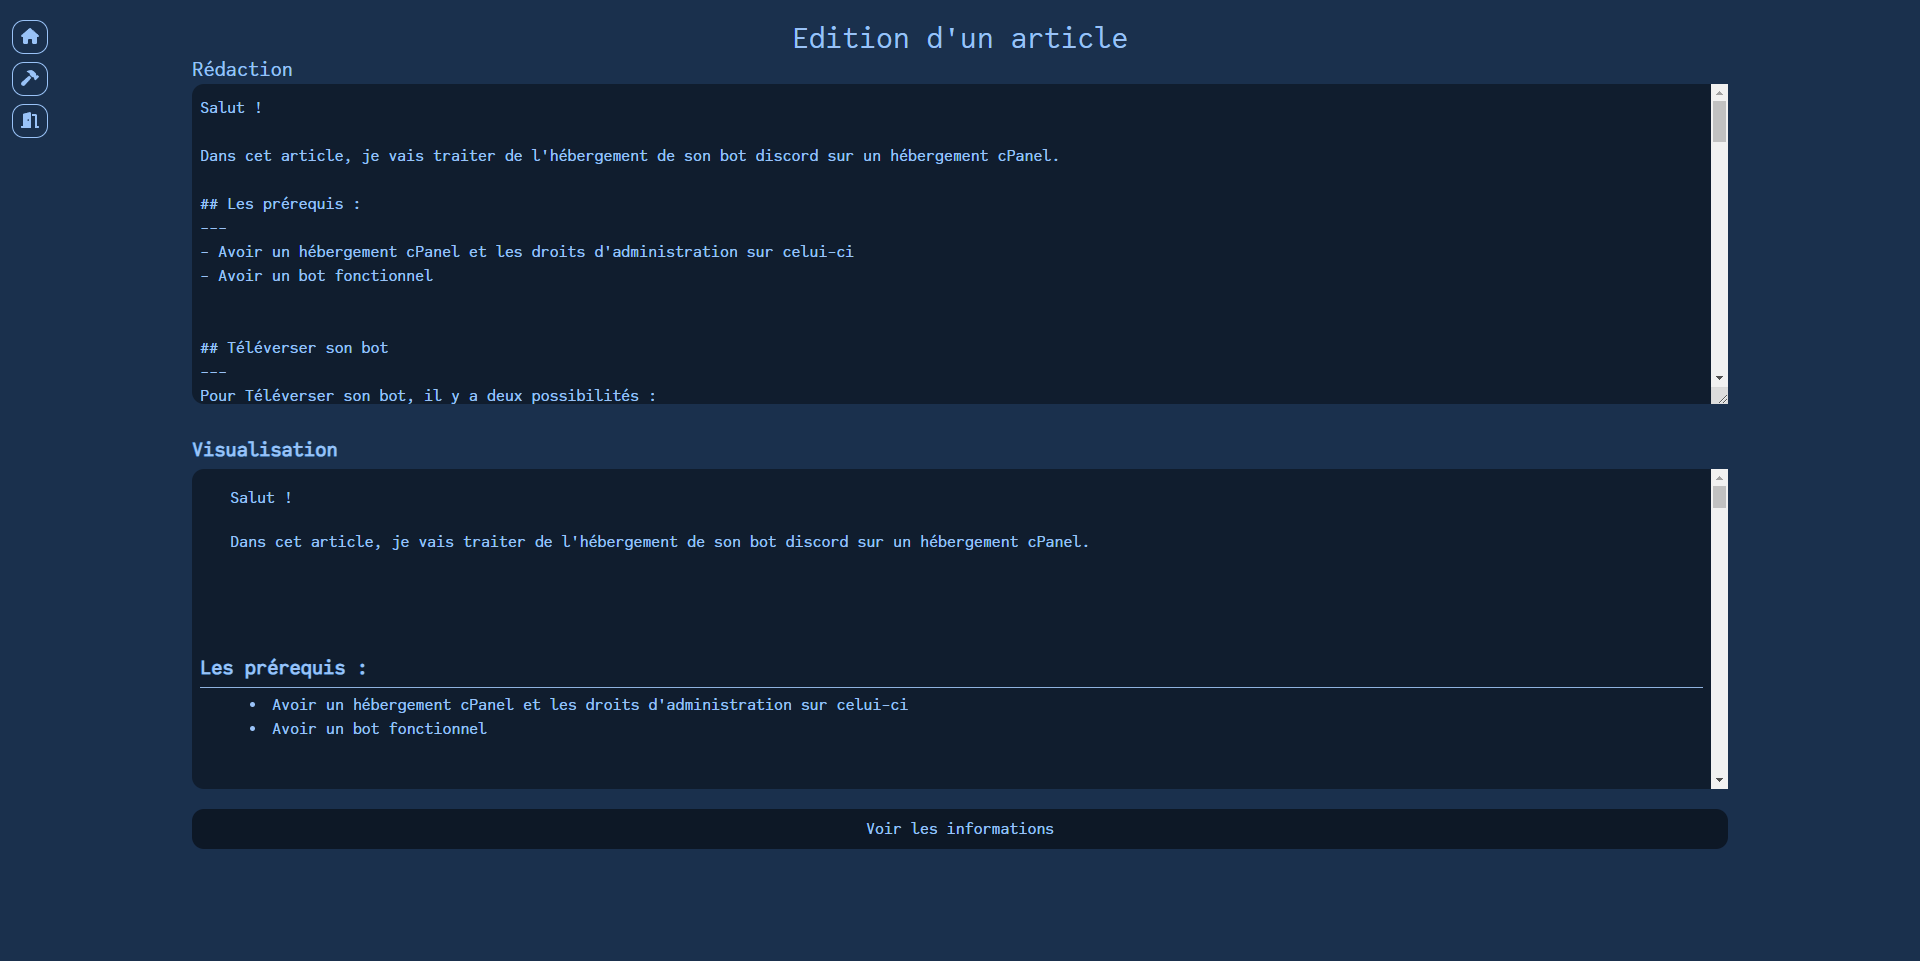 Edition d'un article
Rédaction
Salut !
Dans cet article, je vais traiter de l'hébergement de son bot discord sur un hébergement cPanel.
## Les prérequis :
---
- Avoir un hébergement cPanel et les droits d'administration sur celui-ci
- Avoir un bot fonctionnel
## Téléverser son bot
---
Pour Téléverser son bot, il y a deux possibilités :
Visualisation
Salut !
Dans cet article, je vais traiter de l'hébergement de son bot discord sur un hébergement cPanel.
Les prérequis :
• Avoir un hébergement cPanel et les droits d'administration sur celui-ci
• Avoir un bot fonctionnel
Voir les informations